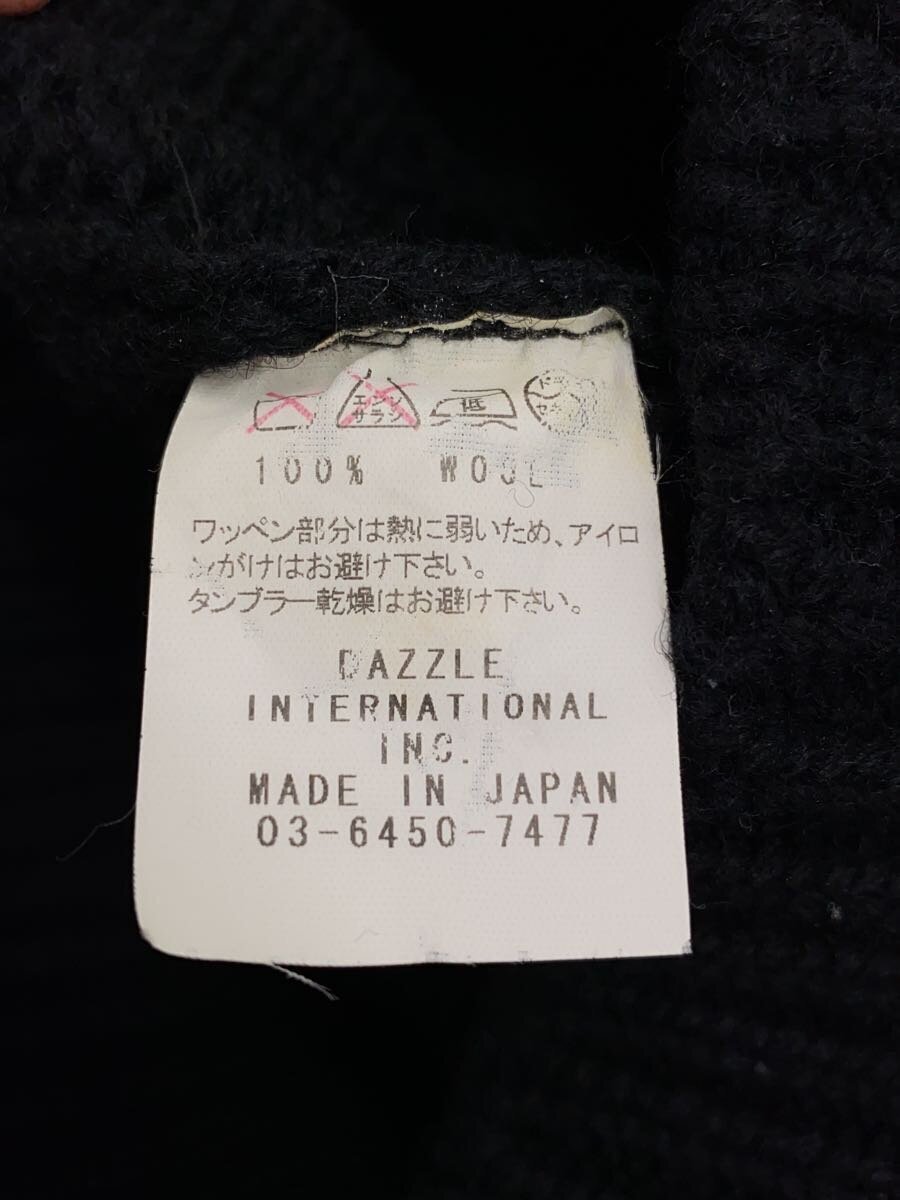 エンソ
サラシ
低
ドライ
100% WOOL
ワッペン部分は熱に弱いため、アイロ
ンがけはお避け下さい。
タンブラー乾燥はお避け下さい。
DAZZLE
INTERNATIONAL
INC.
MADE IN JAPAN
03-6450-7477